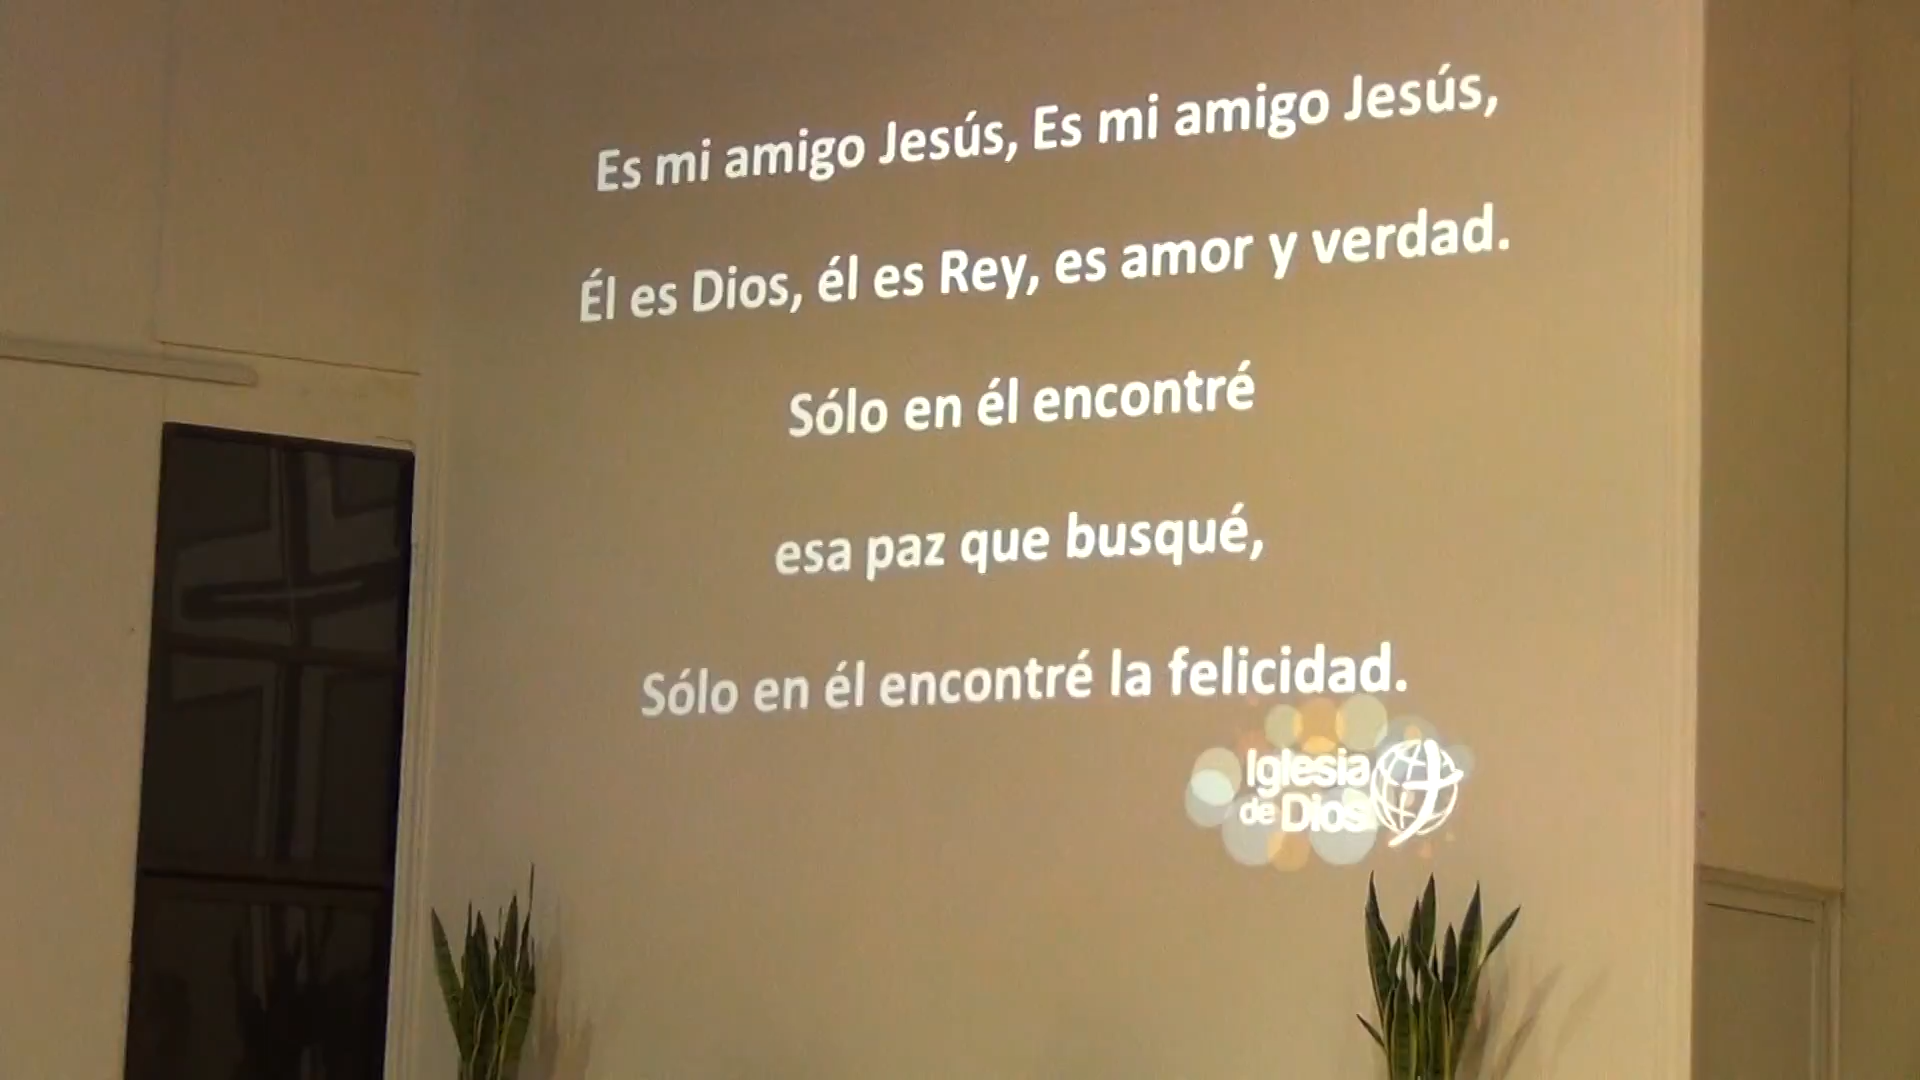 Es mi amigo Jesús, Es mi amigo Jesús,
Él es Dios, él es Rey, es amor y verdad.
Sólo en él encontré
esa paz que busqué,
Sólo en él encontré la felicidad.
Iglesia
de Dios